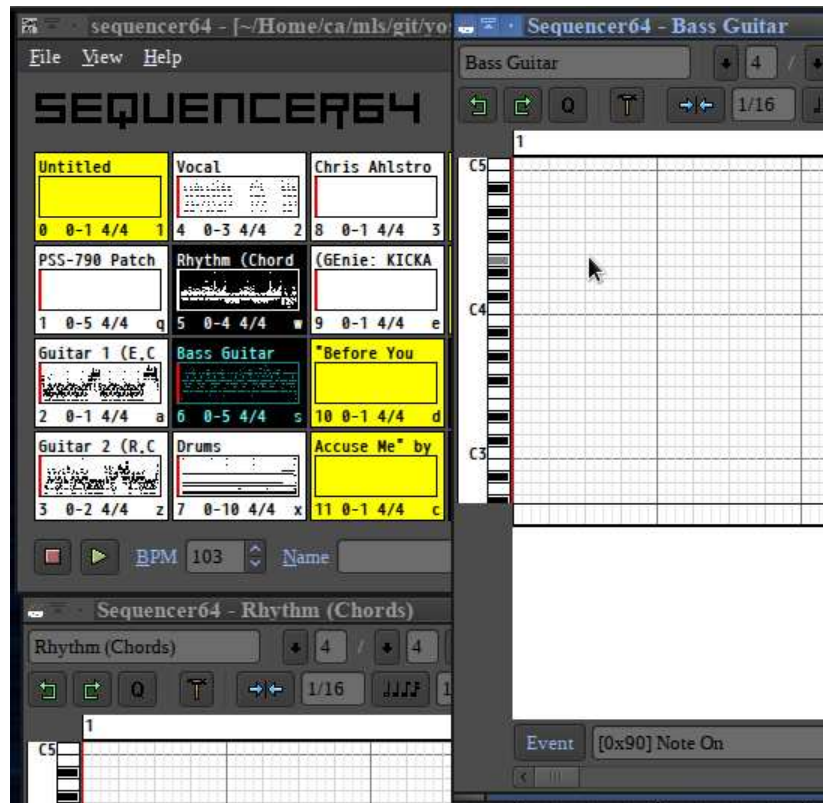 sequencer64 - [~/Home/ca/mls/git/yo
File View Help
SEQUENCER64
Untitled
0 0-1 4/4 1
Vocal
4 0-3 4/4 2
Chris Ahlstro
8 0-1 4/4 3
PSS-790 Patch
1 0-5 4/4 q
Rhythm (Chord
5 0-4 4/4 w
(GEnie: KICKA
9 0-1 4/4 e
Guitar 1 (E.C
2 0-1 4/4 a
Bass Guitar
6 0-5 4/4 s
"Before You
10 0-1 4/4 d
Guitar 2 (R.C
3 0-2 4/4 z
Drums
7 0-10 4/4 x
Accuse Me" by
11 0-1 4/4 c
BPM 103 Name
Sequencer64 - Bass Guitar
Bass Guitar 4 /
Q 1/16
1
C5
C4
C3
Event [0x90] Note On
Sequencer64 - Rhythm (Chords)
Rhythm (Chords) 4 / 4
Q 1/16 1
1
C5